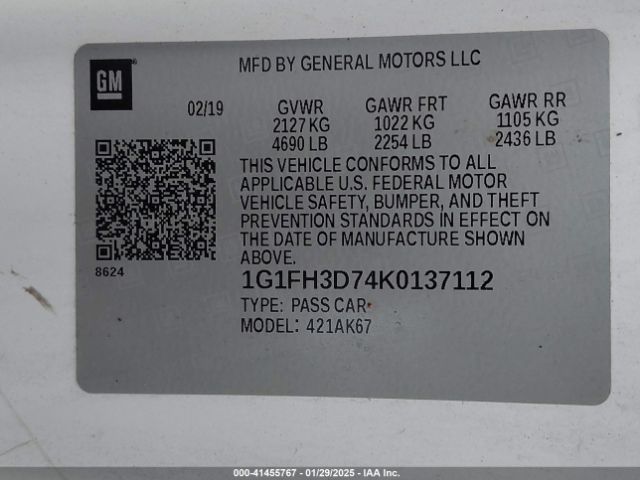 GM
MFD BY GENERAL MOTORS LLC
02/19 GVWR GAWR FRT GAWR RR
2127 KG 1022 KG 1105 KG
4690 LB 2254 LB 2436 LB
THIS VEHICLE CONFORMS TO ALL
APPLICABLE U.S. FEDERAL MOTOR
VEHICLE SAFETY, BUMPER, AND THEFT
PREVENTION STANDARDS IN EFFECT ON
THE DATE OF MANUFACTURE SHOWN
ABOVE.
8624
1G1FH3D74K0137112
TYPE: PASS CAR
MODEL: 421AK67
000-41455767 - 01/29/2025 - IAA Inc.